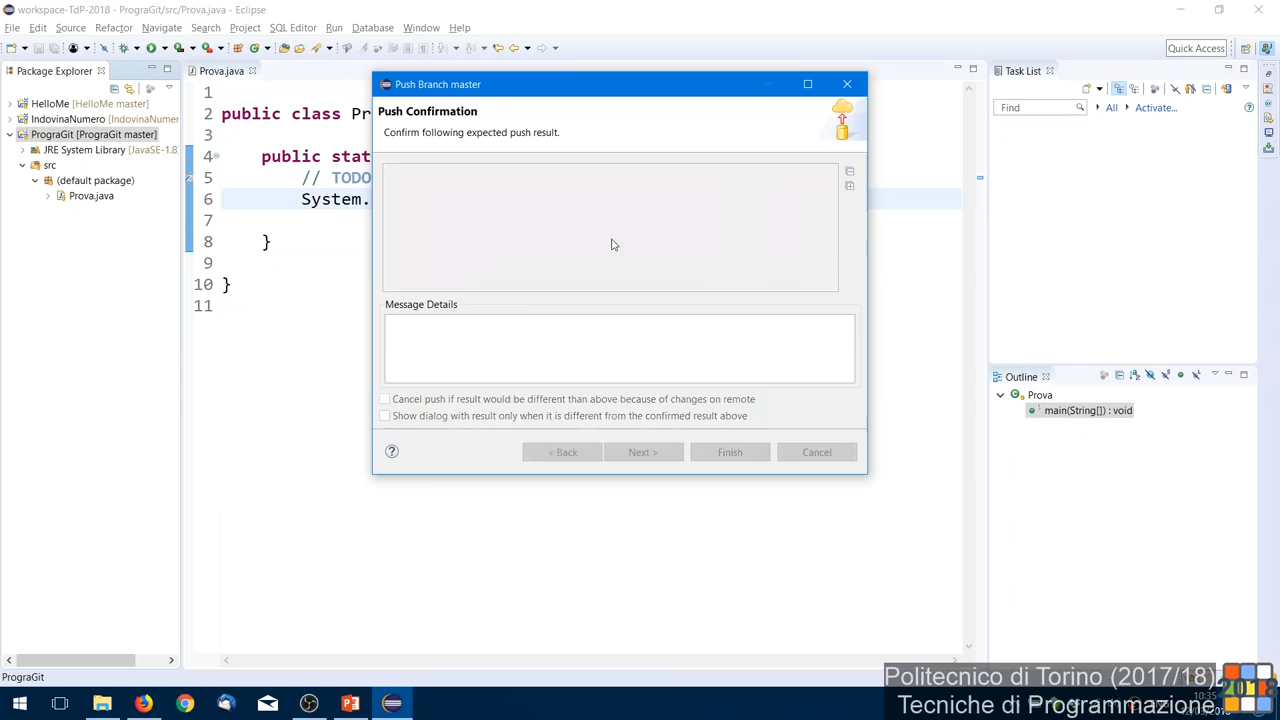 workspace-TdP-2018 - PrograGit/src/Prova.java - Eclipse
File Edit Source Refactor Navigate Search Project SQL Editor Run Database Window Help
Quick Access
Package Explorer
HelloMe [HelloMe master]
IndovinaNumero [IndovinaNumer
PrograGit [PrograGit master]
JRE System Library [JavaSE-1.8]
src
(default package)
Prova.java
Prova.java
1
2 public class Pr
3
4 public stat
5 // TODO
6 System.
7
8 }
9
10 }
11
Push Branch master
Push Confirmation
Confirm following expected push result.
Message Details
Cancel push if result would be different than above because of changes on remote
Show dialog with result only when it is different from the confirmed result above
< Back
Next >
Finish
Cancel
Task List
Find
All
Activate...
Outline
Prova
main(String[]) : void
PrograGit
Politecnico di Torino (2017/18)
Tecniche di Programmazione
2018
10:35